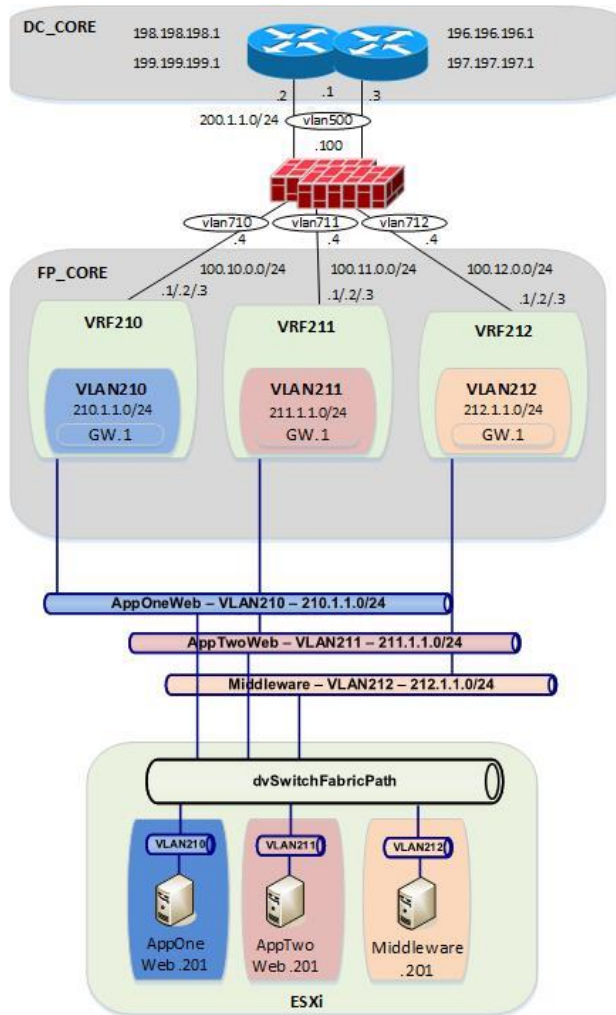 DC_CORE
198.198.198.1
196.196.196.1
199.199.199.1
197.197.197.1
.2
.1
.3
200.1.1.0/24
vlan500
.100
vlan710
vlan711
vlan712
.4
.4
.4
FP_CORE
100.10.0.0/24
100.11.0.0/24
100.12.0.0/24
.1/.2/.3
.1/.2/.3
.1/.2/.3
VRF210
VRF211
VRF212
VLAN210
210.1.1.0/24
GW.1
VLAN211
211.1.1.0/24
GW.1
VLAN212
212.1.1.0/24
GW.1
AppOneWeb – VLAN210 – 210.1.1.0/24
AppTwoWeb – VLAN211 – 211.1.1.0/24
Middleware – VLAN212 – 212.1.1.0/24
dvSwitchFabricPath
VLAN210
VLAN211
VLAN212
AppOne
Web .201
AppTwo
Web .201
Middleware
.201
ESXi